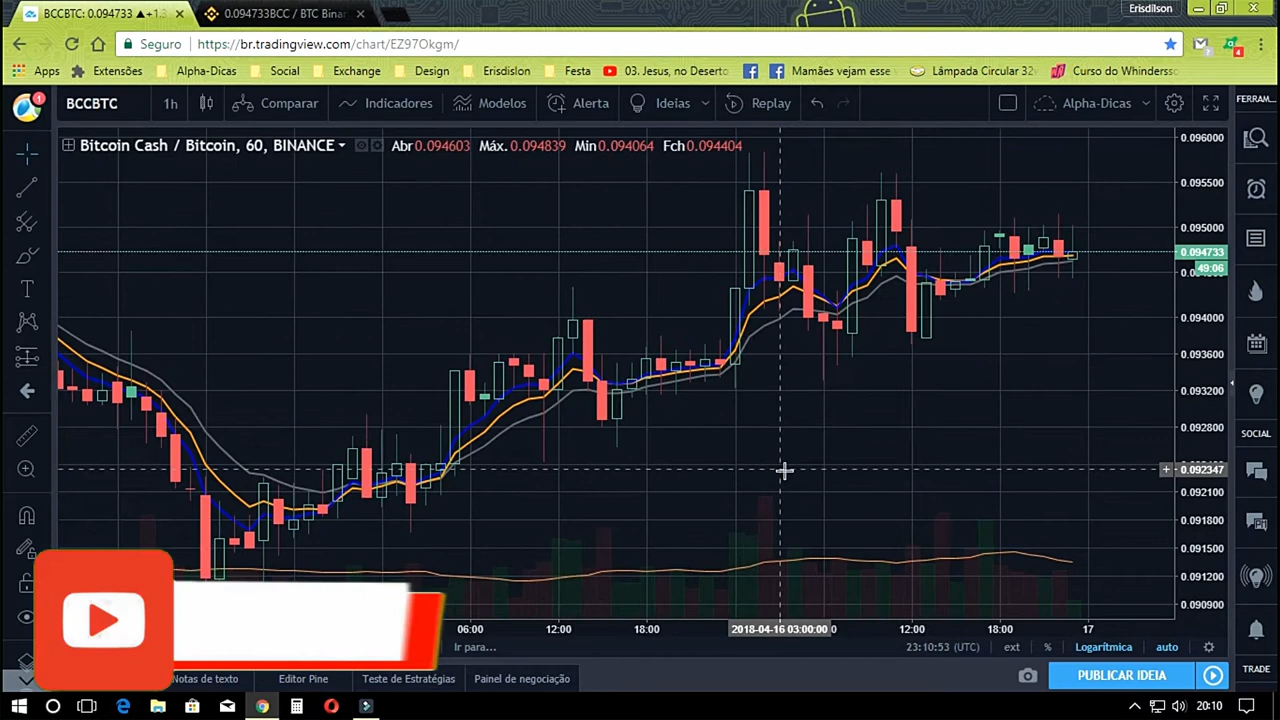 BCCBTC: 0.094733 ▲+1.3
0.094733BCC / BTC Binan
Erisdilson
Seguro
https://br.tradingview.com/chart/EZ97Okgm/
Apps
Extensões
Alpha-Dicas
Social
Exchange
Design
Erisdislon
Festa
03. Jesus, no Deserto
Mamães vejam esse v
Lâmpada Circular 32
Curso do Whinderss
BCCBTC
1h
Comparar
Indicadores
Modelos
Alerta
Ideias
Replay
Alpha-Dicas
FERRAM...
Bitcoin Cash / Bitcoin, 60, BINANCE
Abr 0.094603 Máx. 0.094839 Min 0.094064 Fch 0.094404
0.096000
0.095500
0.095000
0.094733
49:06
0.094000
0.093600
0.093200
0.092800
0.092347
0.092100
0.091800
0.091500
0.091200
0.090900
SOCIAL
TRADE
06:00
12:00
18:00
2018-04-16 03:00:00
12:00
18:00
17
Ir para...
23:10:53 (UTC)
ext
%
Logarítmica
auto
Notas de texto
Editor Pine
Teste de Estratégias
Painel de negociação
PUBLICAR IDEIA
20:10